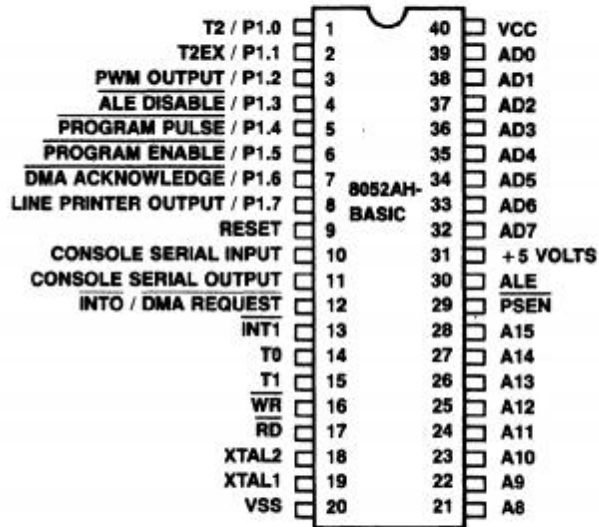 T2 / P1.0 1 40 VCC
T2EX / P1.1 2 39 AD0
PWM OUTPUT / P1.2 3 38 AD1
ALE DISABLE / P1.3 4 37 AD2
PROGRAM PULSE / P1.4 5 36 AD3
PROGRAM ENABLE / P1.5 6 35 AD4
DMA ACKNOWLEDGE / P1.6 7 8052AH- 34 AD5
LINE PRINTER OUTPUT / P1.7 8 BASIC 33 AD6
RESET 9 32 AD7
CONSOLE SERIAL INPUT 10 31 +5 VOLTS
CONSOLE SERIAL OUTPUT 11 30 ALE
INTO / DMA REQUEST 12 29 PSEN
INT1 13 28 A15
T0 14 27 A14
T1 15 26 A13
WR 16 25 A12
RD 17 24 A11
XTAL2 18 23 A10
XTAL1 19 22 A9
VSS 20 21 A8